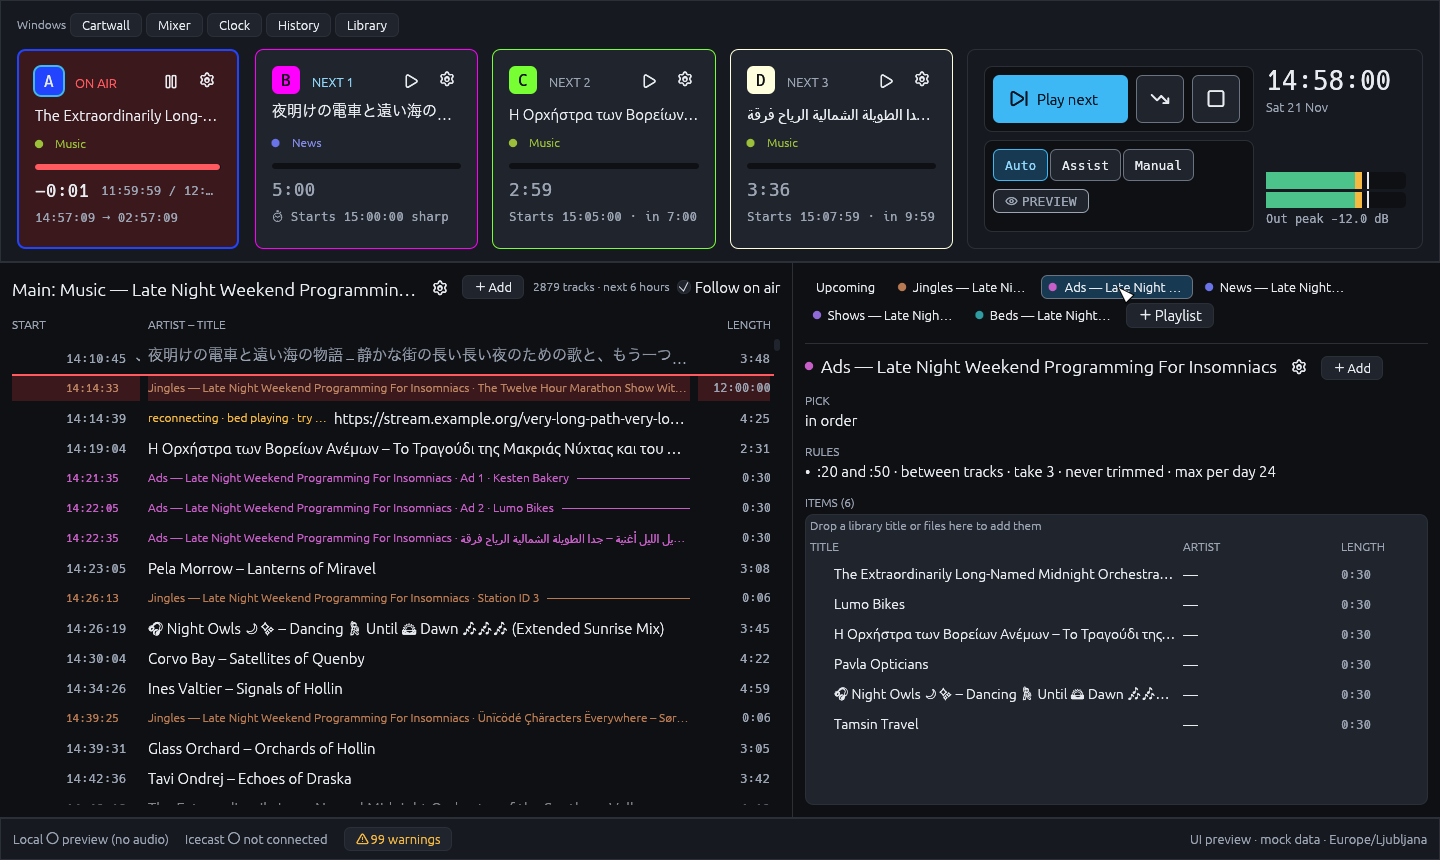 Windows Cartwall Mixer Clock History Library
A ON AIR
The Extraordinarily Long-…
Music
−0:01 11:59:59 / 12:…
14:57:09 → 02:57:09
B NEXT 1
夜明けの電車と遠い海の…
News
5:00
Starts 15:00:00 sharp
C NEXT 2
Η Ορχήστρα των Βορείων…
Music
2:59
Starts 15:05:00 · in 7:00
D NEXT 3
جدا الطويلة الشمالية الرياح فرقة…
Music
3:36
Starts 15:07:59 · in 9:59
Play next
Auto Assist Manual
PREVIEW
14:58:00
Sat 21 Nov
Out peak -12.0 dB
Main: Music — Late Night Weekend Programmin… + Add 2879 tracks · next 6 hours Follow on air
START ARTIST – TITLE LENGTH
14:10:45 夜明けの電車と遠い海の物語 – 静かな街の長い長い夜のための歌と、もう一つ… 3:48
14:14:33 Jingles — Late Night Weekend Programming For Insomniacs · The Twelve Hour Marathon Show Wit… 12:00:00
14:14:39 reconnecting · bed playing · try … https://stream.example.org/very-long-path-very-lo… 4:25
14:19:04 Η Ορχήστρα των Βορείων Ανέμων – Το Τραγούδι της Μακριάς Νύχτας και του … 2:31
14:21:35 Ads — Late Night Weekend Programming For Insomniacs · Ad 1 · Kesten Bakery 0:30
14:22:05 Ads — Late Night Weekend Programming For Insomniacs · Ad 2 · Lumo Bikes 0:30
14:22:35 Ads — Late Night Weekend Programming For Insomniacs · فرقة الرياح الشمالية الطويلة جدا – أغنية الليل … 0:30
14:23:05 Pela Morrow – Lanterns of Miravel 3:08
14:26:13 Jingles — Late Night Weekend Programming For Insomniacs · Station ID 3 0:06
14:26:19 🎧 Night Owls 🌙✨ – Dancing 💃 Until 🌅 Dawn 🎶🎶🎶 (Extended Sunrise Mix) 3:45
14:30:04 Corvo Bay – Satellites of Quenby 4:22
14:34:26 Ines Valtier – Signals of Hollin 4:59
14:39:25 Jingles — Late Night Weekend Programming For Insomniacs · Ünïcödé Çhäracters Ëverywhere – Sør… 0:06
14:39:31 Glass Orchard – Orchards of Hollin 3:05
14:42:36 Tavi Ondrej – Echoes of Draska 3:42
Upcoming Jingles — Late Ni… Ads — Late Night … News — Late Night…
Shows — Late Nigh… Beds — Late Night… + Playlist
Ads — Late Night Weekend Programming For Insomniacs + Add
PICK
in order
RULES
• :20 and :50 · between tracks · take 3 · never trimmed · max per day 24
ITEMS (6)
Drop a library title or files here to add them
TITLE ARTIST LENGTH
The Extraordinarily Long-Named Midnight Orchestra… — 0:30
Lumo Bikes — 0:30
Η Ορχήστρα των Βορείων Ανέμων – Το Τραγούδι της… — 0:30
Pavla Opticians — 0:30
🎧 Night Owls 🌙✨ – Dancing 💃 Until 🌅 Dawn 🎶🎶… — 0:30
Tamsin Travel — 0:30
Local preview (no audio) Icecast not connected 99 warnings UI preview · mock data · Europe/Ljubljana